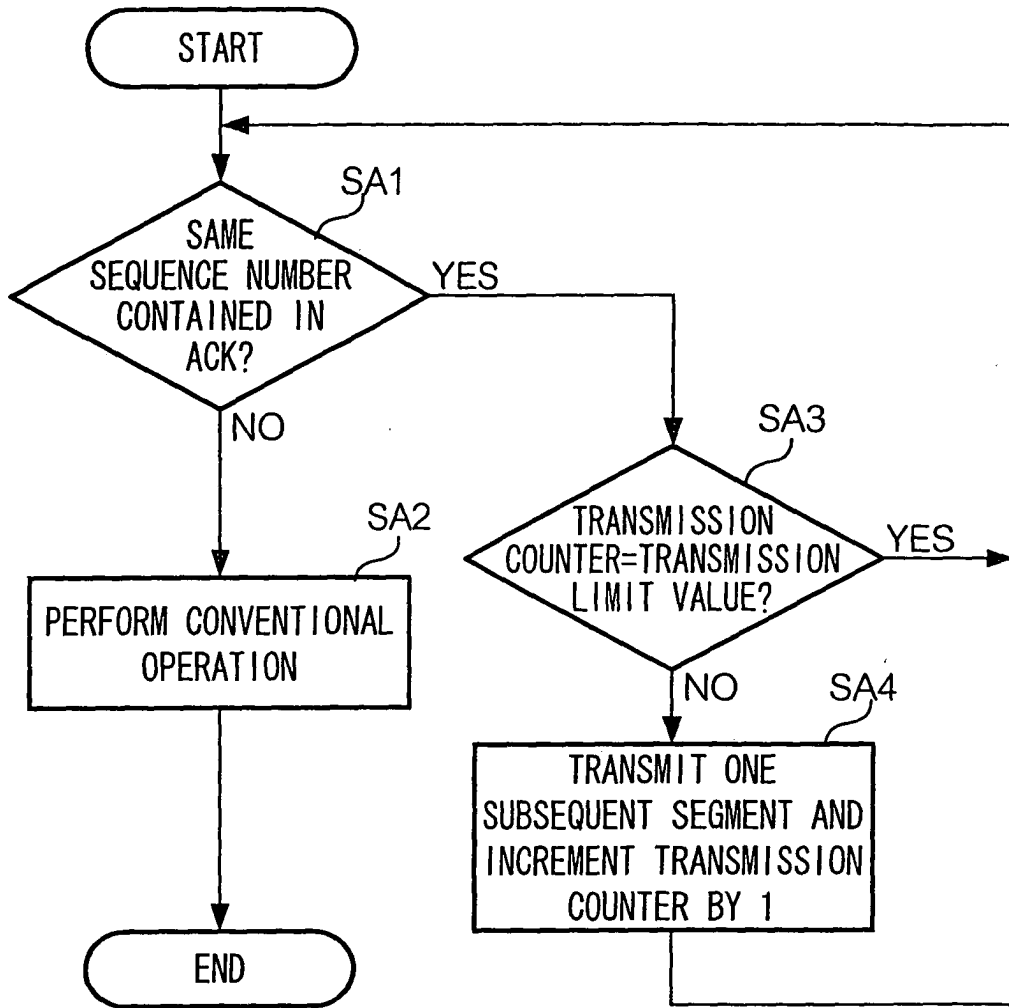 START
SA1
SAME
SEQUENCE NUMBER
CONTAINED IN
ACK?
YES
NO
SA3
TRANSMISSION
COUNTER=TRANSMISSION
LIMIT VALUE?
YES
NO
SA2
PERFORM CONVENTIONAL
OPERATION
SA4
TRANSMIT ONE
SUBSEQUENT SEGMENT AND
INCREMENT TRANSMISSION
COUNTER BY 1
END